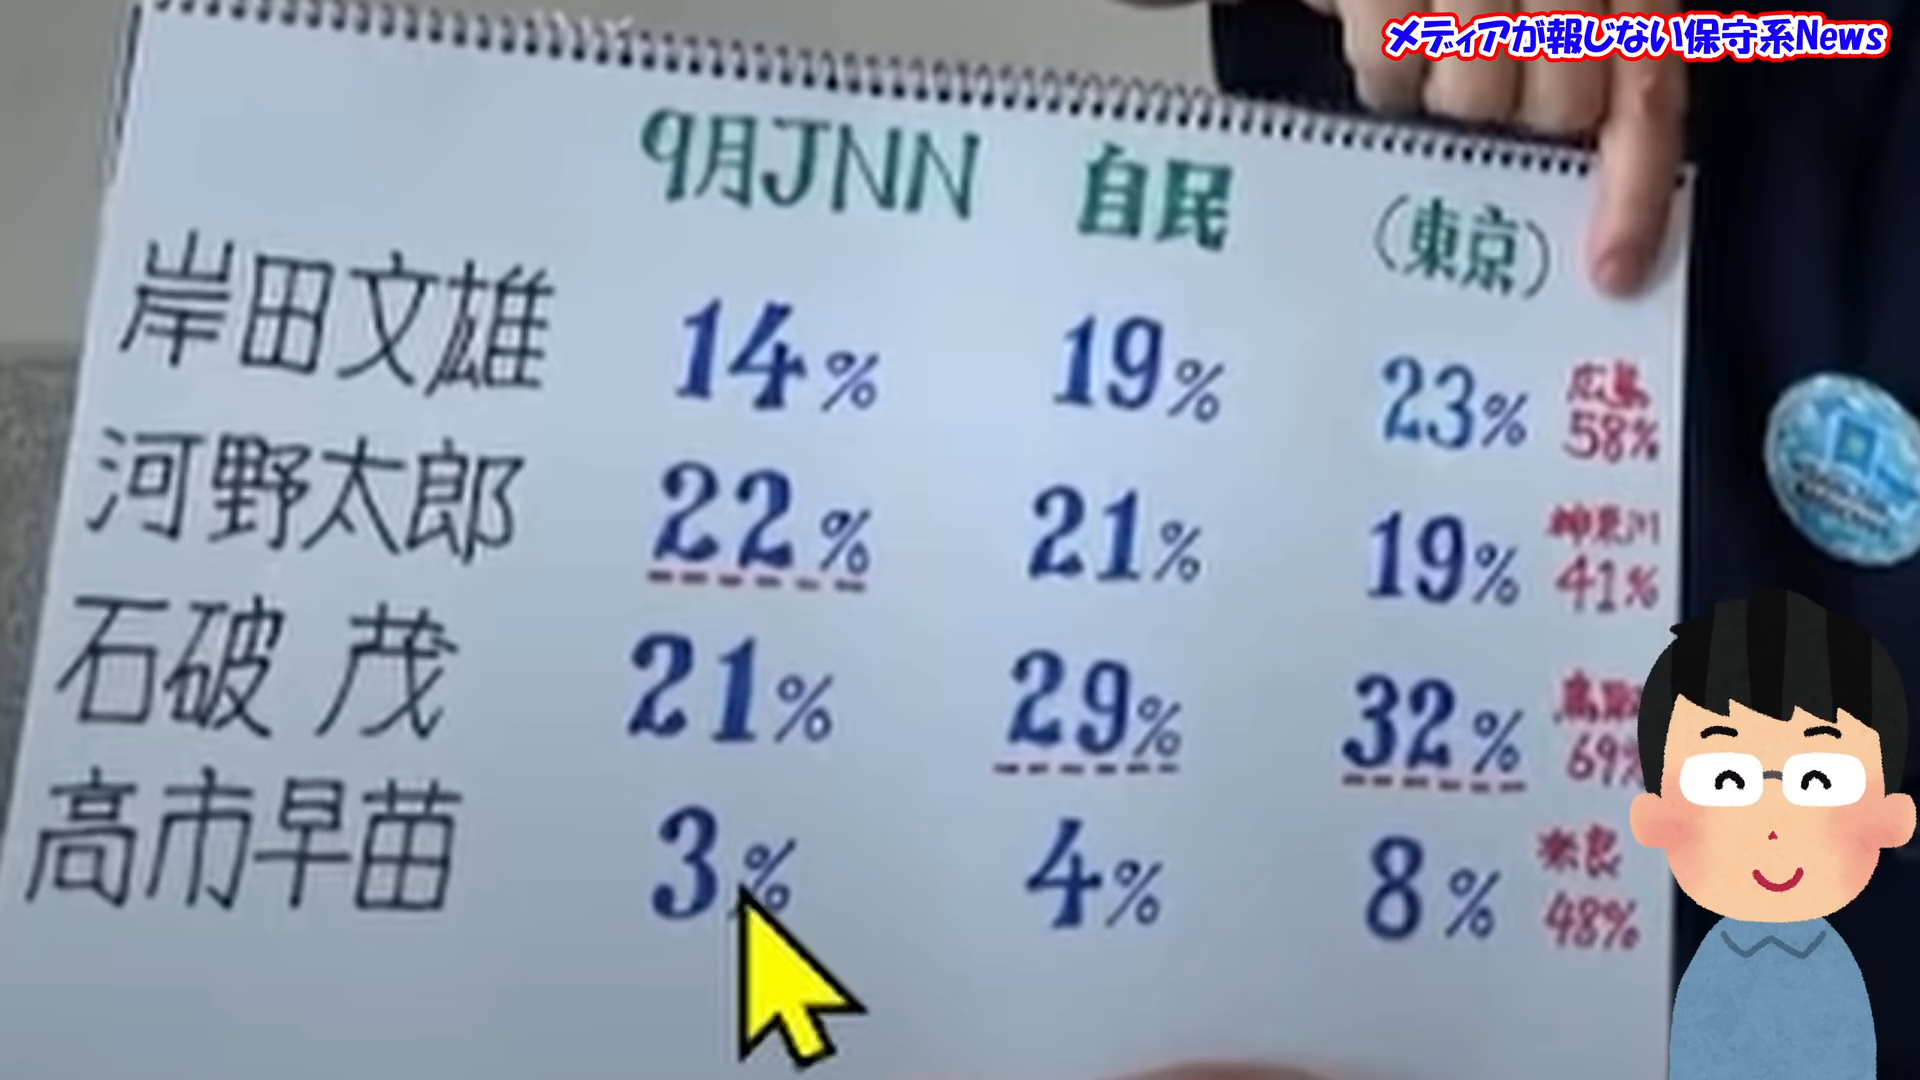 メディアが報じない保守系News
9月JNN 自民 (東京)
岸田文雄 14% 19% 23% 広島 58%
河野太郎 22% 21% 19% 神奈川 41%
石破 茂 21% 29% 32% 鳥取 69%
高市早苗 3% 4% 8% 奈良 48%